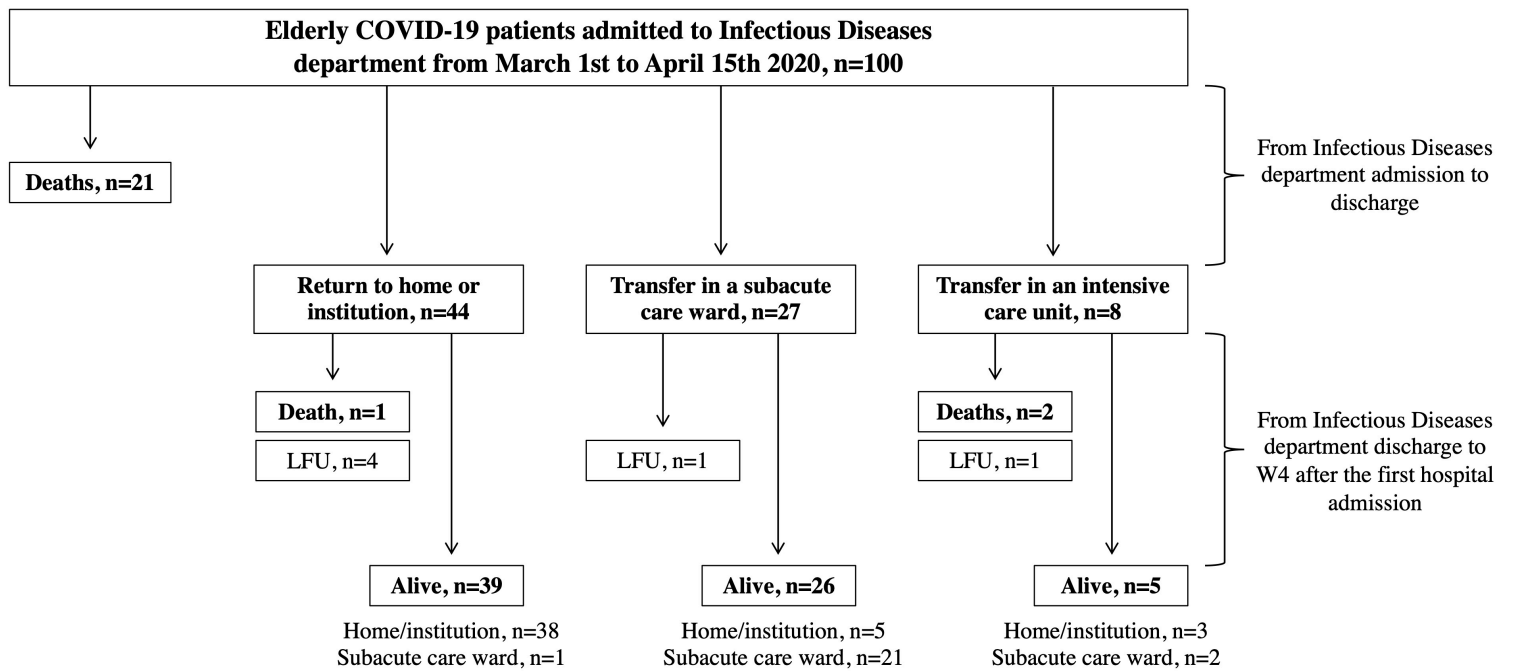 Elderly COVID-19 patients admitted to Infectious Diseases
department from March 1st to April 15th 2020, n=100
From Infectious Diseases
department admission to
discharge
Deaths, n=21
Return to home or
institution, n=44
Transfer in a subacute
care ward, n=27
Transfer in an intensive
care unit, n=8
Death, n=1
LFU, n=4
LFU, n=1
Deaths, n=2
LFU, n=1
From Infectious Diseases
department discharge to
W4 after the first hospital
admission
Alive, n=39
Home/institution, n=38
Subacute care ward, n=1
Alive, n=26
Home/institution, n=5
Subacute care ward, n=21
Alive, n=5
Home/institution, n=3
Subacute care ward, n=2